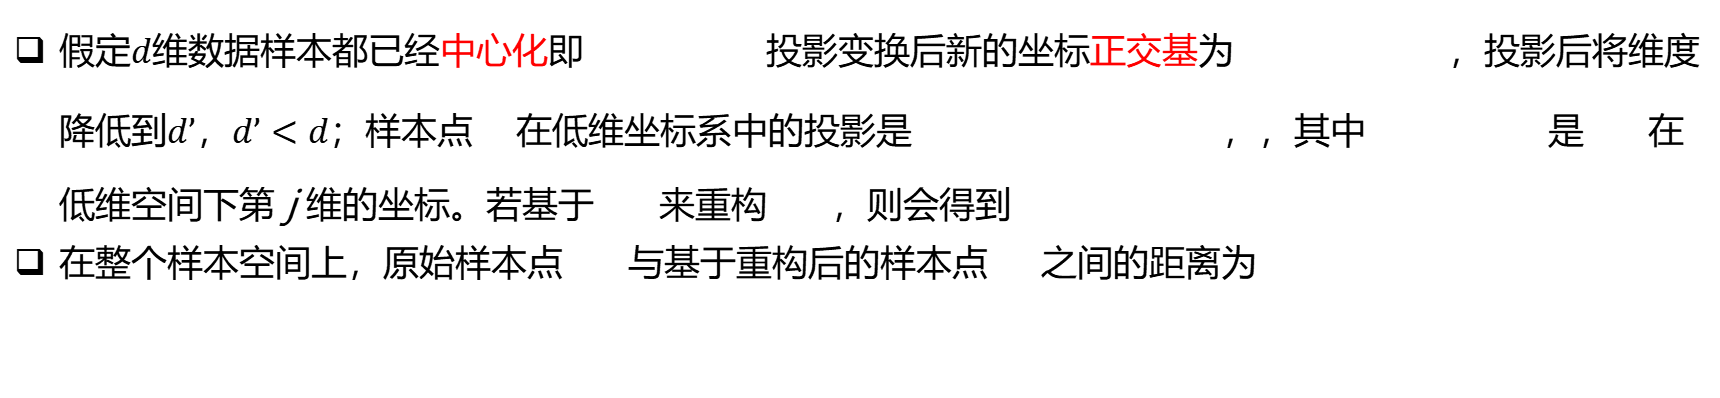 ❑ 假定d维数据样本都已经中心化即 投影变换后新的坐标正交基为 ，投影后将维度
降低到d’，d’ < d；样本点 在低维坐标系中的投影是 ，，其中 是 在
低维空间下第 j 维的坐标。若基于 来重构 ，则会得到
❑ 在整个样本空间上，原始样本点 与基于重构后的样本点 之间的距离为